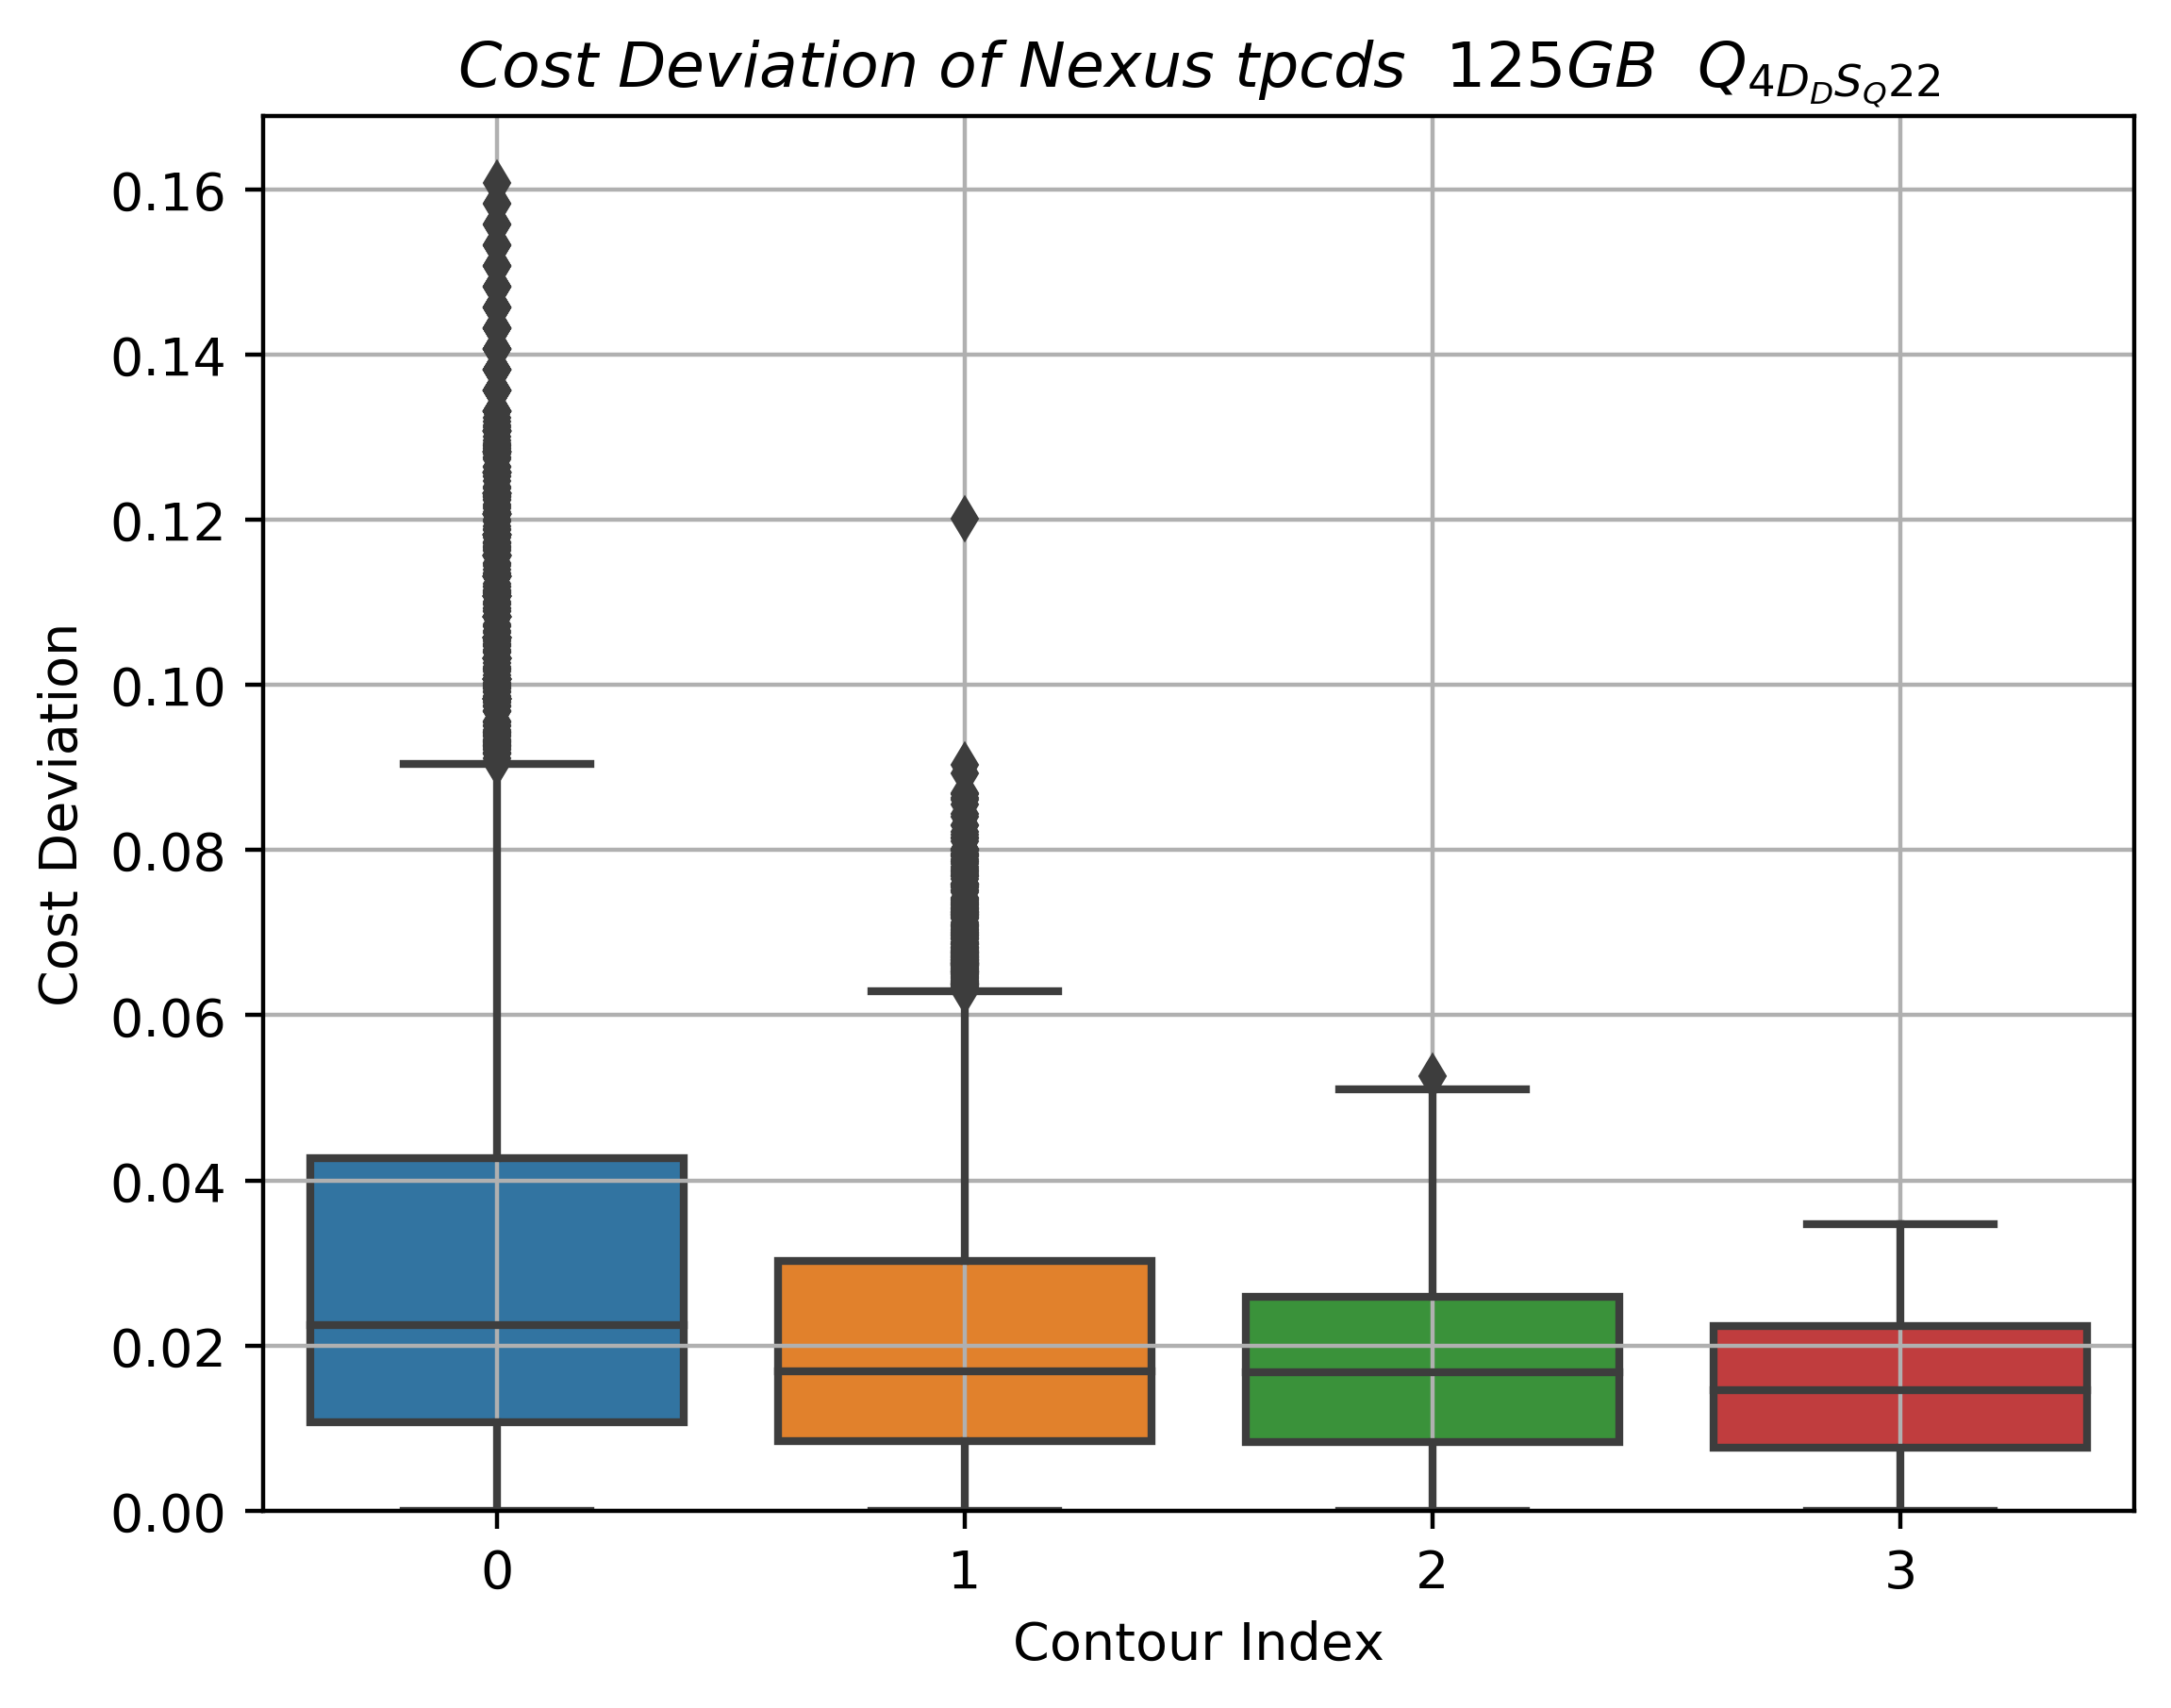 Cost Deviation of Nexus tpcds 125GB Q4D_DS_Q22
0.16
0.14
0.12
0.10
0.08
0.06
0.04
0.02
0.00
Cost Deviation
0 1 2 3
Contour Index